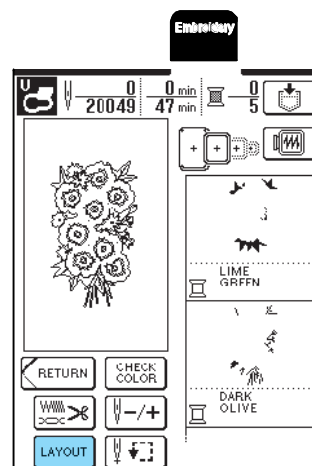 Embroidery
U
0
20049
0 min
47 min
0
5
LIME
GREEN
RETURN
CHECK
COLOR
-/+
DARK
OLIVE
LAYOUT